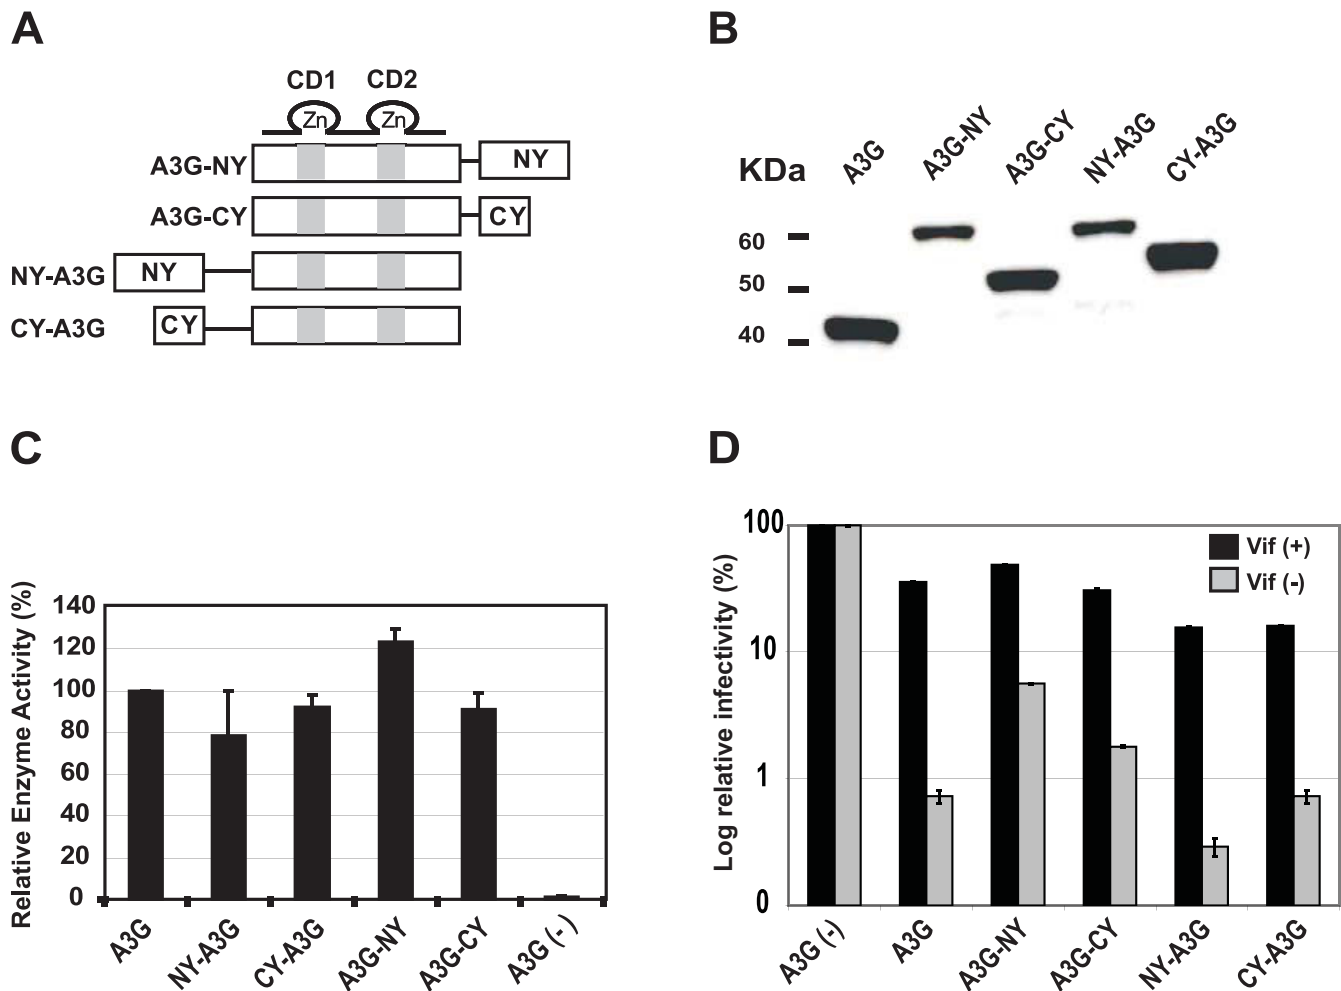 A
CD1 CD2
Zn Zn
A3G-NY NY
A3G-CY CY
NY-A3G NY
CY-A3G CY
B
KDa A3G A3G-NY A3G-CY NY-A3G CY-A3G
60
50
40
C
Relative Enzyme Activity (%)
140
120
100
80
60
40
20
0
A3G NY-A3G CY-A3G A3G-NY A3G-CY A3G (-)
D
Log relative infectivity (%)
100
10
1
0
Vif (+)
Vif (-)
A3G (-) A3G A3G-NY A3G-CY NY-A3G CY-A3G